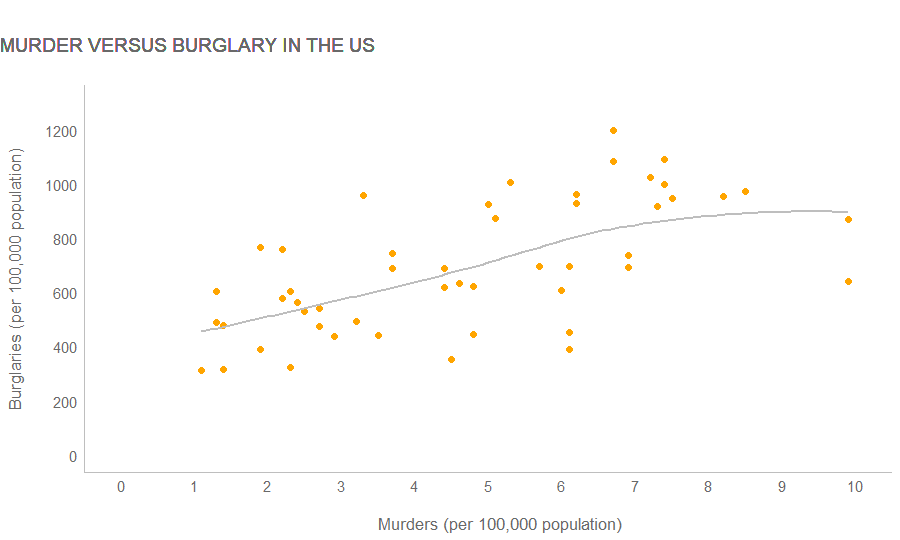 MURDER VERSUS BURGLARY IN THE US
Burglaries (per 100,000 population)
1200
1000
800
600
400
200
0
0 1 2 3 4 5 6 7 8 9 10
Murders (per 100,000 population)